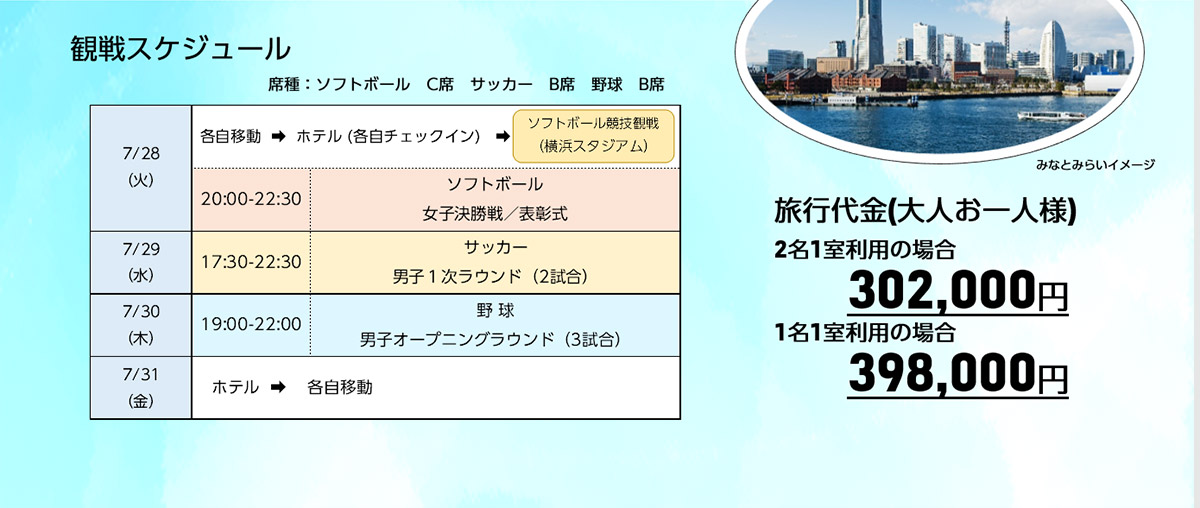 観戦スケジュール
席種：ソフトボール　C席　サッカー　B席　野球　B席
7/28
(火)
各自移動 ➡ ホテル (各自チェックイン) ➡
ソフトボール競技観戦
(横浜スタジアム)
20:00-22:30
ソフトボール
女子決勝戦／表彰式
7/29
(水)
17:30-22:30
サッカー
男子１次ラウンド（2試合）
7/30
(木)
19:00-22:00
野 球
男子オープニングラウンド（3試合）
7/31
(金)
ホテル ➡ 各自移動
みなとみらいイメージ
旅行代金(大人お一人様)
2名1室利用の場合
302,000円
1名1室利用の場合
398,000円